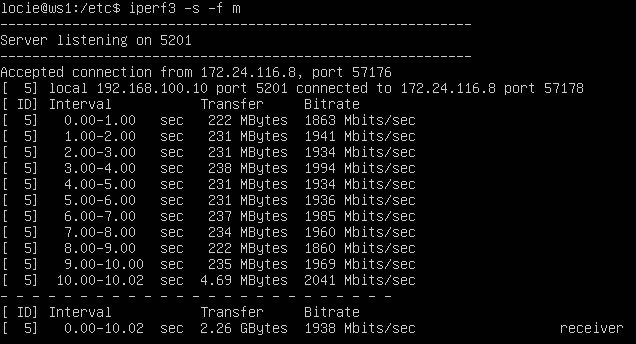 locie@ws1:/etc$ iperf3 -s -f m
-----------------------------------------------------------
Server listening on 5201
-----------------------------------------------------------
Accepted connection from 172.24.116.8, port 57176
[  5] local 192.168.100.10 port 5201 connected to 172.24.116.8 port 57178
[ ID] Interval           Transfer     Bitrate
[  5]   0.00-1.00   sec   222 MBytes  1863 Mbits/sec
[  5]   1.00-2.00   sec   231 MBytes  1941 Mbits/sec
[  5]   2.00-3.00   sec   231 MBytes  1934 Mbits/sec
[  5]   3.00-4.00   sec   238 MBytes  1994 Mbits/sec
[  5]   4.00-5.00   sec   231 MBytes  1934 Mbits/sec
[  5]   5.00-6.00   sec   231 MBytes  1936 Mbits/sec
[  5]   6.00-7.00   sec   237 MBytes  1985 Mbits/sec
[  5]   7.00-8.00   sec   234 MBytes  1960 Mbits/sec
[  5]   8.00-9.00   sec   222 MBytes  1860 Mbits/sec
[  5]   9.00-10.00  sec   235 MBytes  1969 Mbits/sec
[  5]  10.00-10.02  sec  4.69 MBytes  2041 Mbits/sec
- - - - - - - - - - - - - - - - - - - - - - - - -
[ ID] Interval           Transfer     Bitrate
[  5]   0.00-10.02  sec  2.26 GBytes  1938 Mbits/sec                  receiver